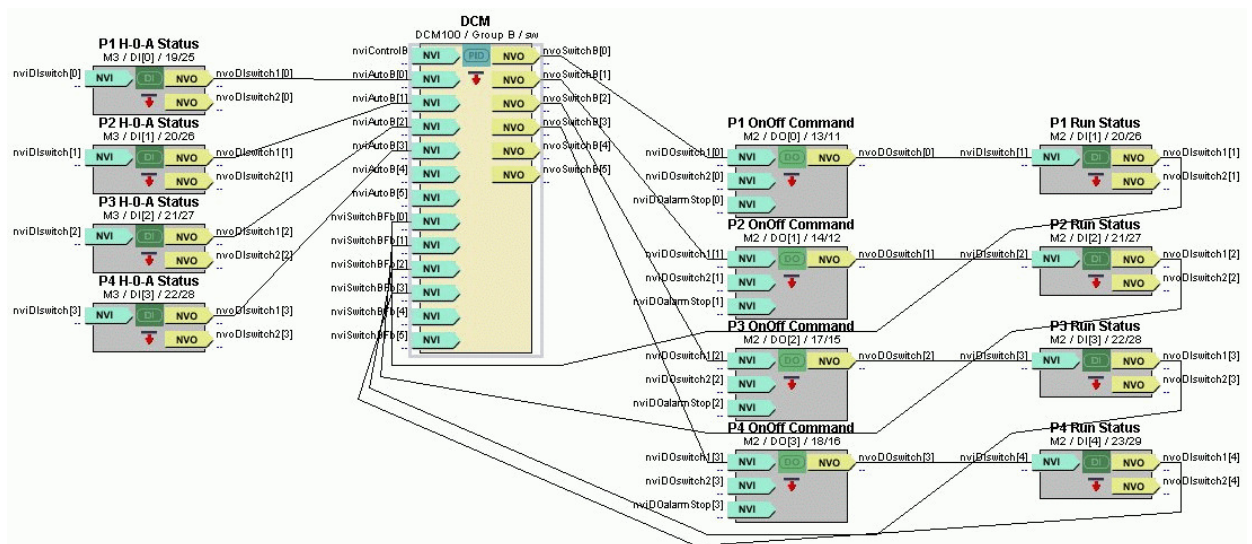 DCM
DCM100 / Group B / sw
nviControlB
NVI
PID
NVO
nvoSwitchB[0]
nviAutoB[0]
NVI
NVO
nvoSwitchB[1]
nviAutoB[1]
NVI
NVO
nvoSwitchB[2]
nviAutoB[2]
NVI
NVO
nvoSwitchB[3]
nviAutoB[3]
NVI
NVO
nvoSwitchB[4]
nviAutoB[4]
NVI
NVO
nvoSwitchB[5]
nviAutoB[5]
NVI
nviSwitchBFb[0]
NVI
nviSwitchBFb[1]
NVI
nviSwitchBFb[2]
NVI
nviSwitchBFb[3]
NVI
nviSwitchBFb[4]
NVI
nviSwitchBFb[5]
NVI
P1 H-0-A Status
M3 / DI[0] / 19/25
nviDIswitch[0]
NVI
DI
NVO
nvoDIswitch1[0]
NVO
nvoDIswitch2[0]
P2 H-0-A Status
M3 / DI[1] / 20/26
nviDIswitch[1]
NVI
DI
NVO
nvoDIswitch1[1]
NVO
nvoDIswitch2[1]
P3 H-0-A Status
M3 / DI[2] / 21/27
nviDIswitch[2]
NVI
DI
NVO
nvoDIswitch1[2]
NVO
nvoDIswitch2[2]
P4 H-0-A Status
M3 / DI[3] / 22/28
nviDIswitch[3]
NVI
DI
NVO
nvoDIswitch1[3]
NVO
nvoDIswitch2[3]
P1 OnOff Command
M2 / DO[0] / 13/11
nviDOswitch1[0]
NVI
DO
NVO
nvoDOswitch[0]
nviDOswitch2[0]
NVI
nviDOalarmStop[0]
NVI
P2 OnOff Command
M2 / DO[1] / 14/12
nviDOswitch1[1]
NVI
DO
NVO
nvoDOswitch[1]
nviDOswitch2[1]
NVI
nviDOalarmStop[1]
NVI
P3 OnOff Command
M2 / DO[2] / 17/15
nviDOswitch1[2]
NVI
DO
NVO
nvoDOswitch[2]
nviDOswitch2[2]
NVI
nviDOalarmStop[2]
NVI
P4 OnOff Command
M2 / DO[3] / 18/16
nviDOswitch1[3]
NVI
DO
NVO
nvoDOswitch[3]
nviDOswitch2[3]
NVI
nviDOalarmStop[3]
NVI
P1 Run Status
M2 / DI[1] / 20/26
nviDIswitch[1]
NVI
DI
NVO
nvoDIswitch1[1]
NVO
nvoDIswitch2[1]
P2 Run Status
M2 / DI[2] / 21/27
nviDIswitch[2]
NVI
DI
NVO
nvoDIswitch1[2]
NVO
nvoDIswitch2[2]
P3 Run Status
M2 / DI[3] / 22/28
nviDIswitch[3]
NVI
DI
NVO
nvoDIswitch1[3]
NVO
nvoDIswitch2[3]
P4 Run Status
M2 / DI[4] / 23/29
nviDIswitch[4]
NVI
DI
NVO
nvoDIswitch1[4]
NVO
nvoDIswitch2[4]